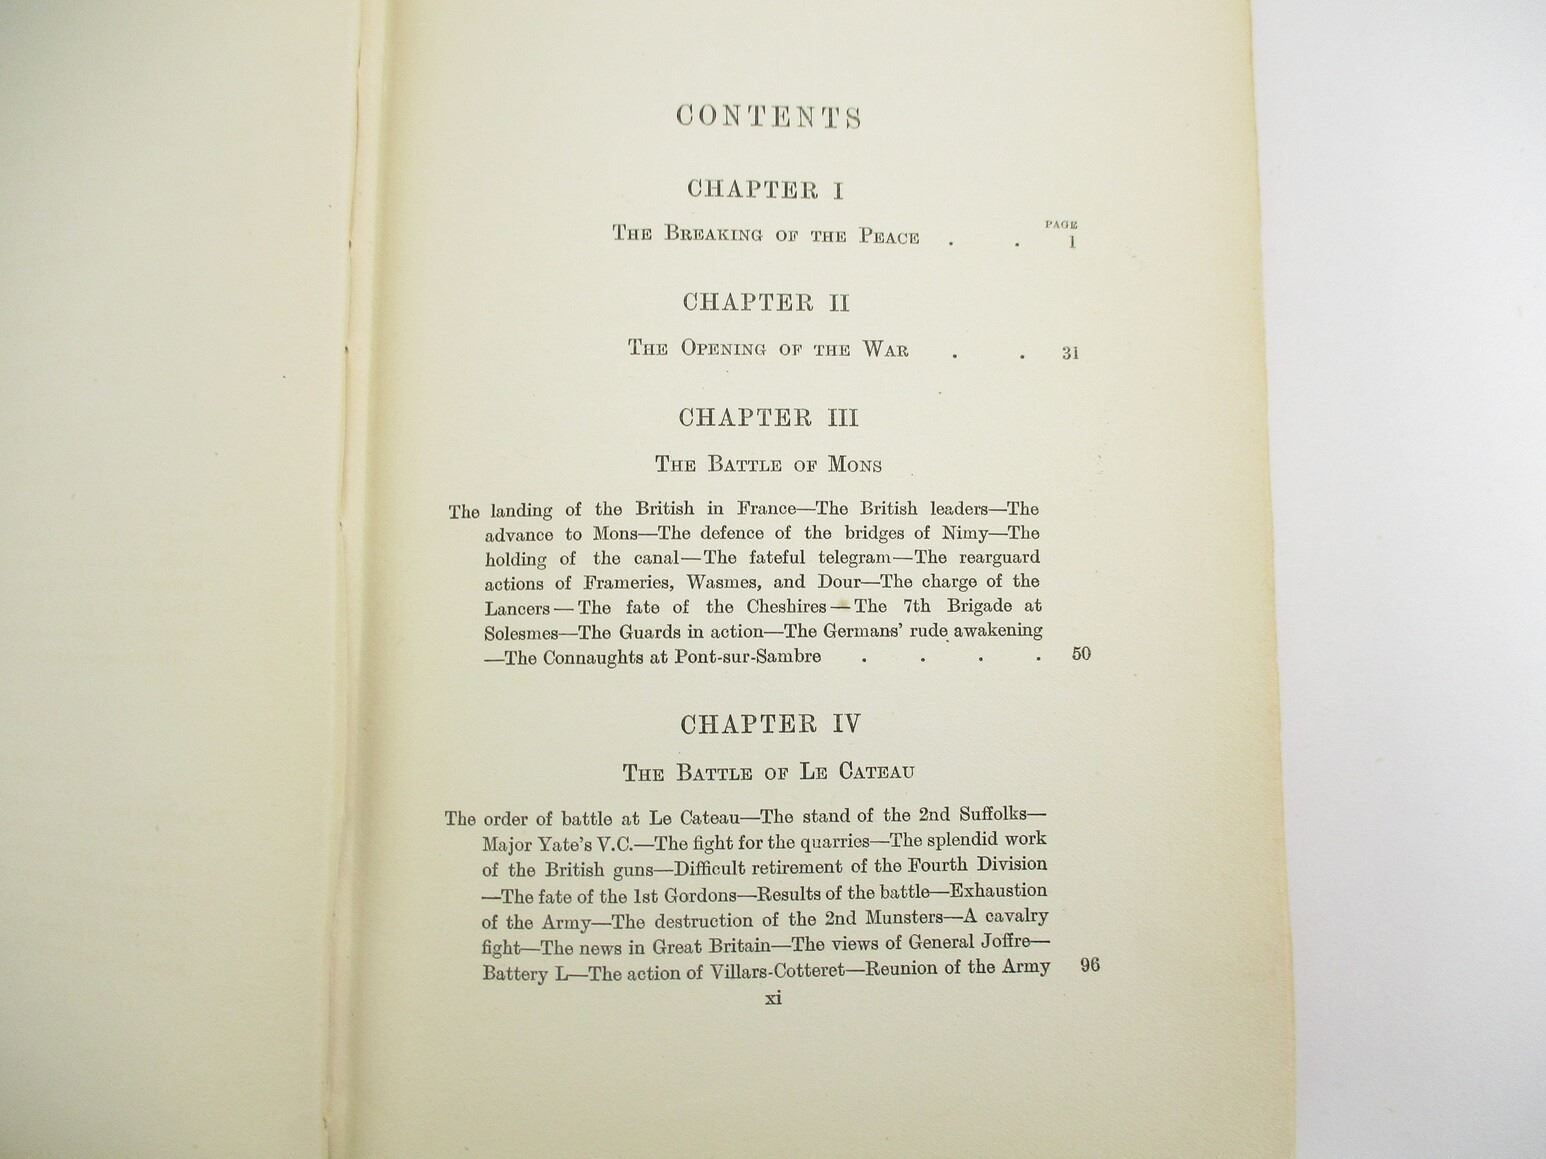 CONTENTS
CHAPTER I
PAGE
The Breaking of the Peace . . 1
CHAPTER II
The Opening of the War . . 31
CHAPTER III
The Battle of Mons
The landing of the British in France—The British leaders—The
advance to Mons—The defence of the bridges of Nimy—The
holding of the canal—The fateful telegram—The rearguard
actions of Frameries, Wasmes, and Dour—The charge of the
Lancers—The fate of the Cheshires—The 7th Brigade at
Solesmes—The Guards in action—The Germans' rude awakening
—The Connaughts at Pont-sur-Sambre . . . . 50
CHAPTER IV
The Battle of Le Cateau
The order of battle at Le Cateau—The stand of the 2nd Suffolks—
Major Yate's V.C.—The fight for the quarries—The splendid work
of the British guns—Difficult retirement of the Fourth Division
—The fate of the 1st Gordons—Results of the battle—Exhaustion
of the Army—The destruction of the 2nd Munsters—A cavalry
fight—The news in Great Britain—The views of General Joffre—
Battery L—The action of Villars-Cotteret—Reunion of the Army 96
xi